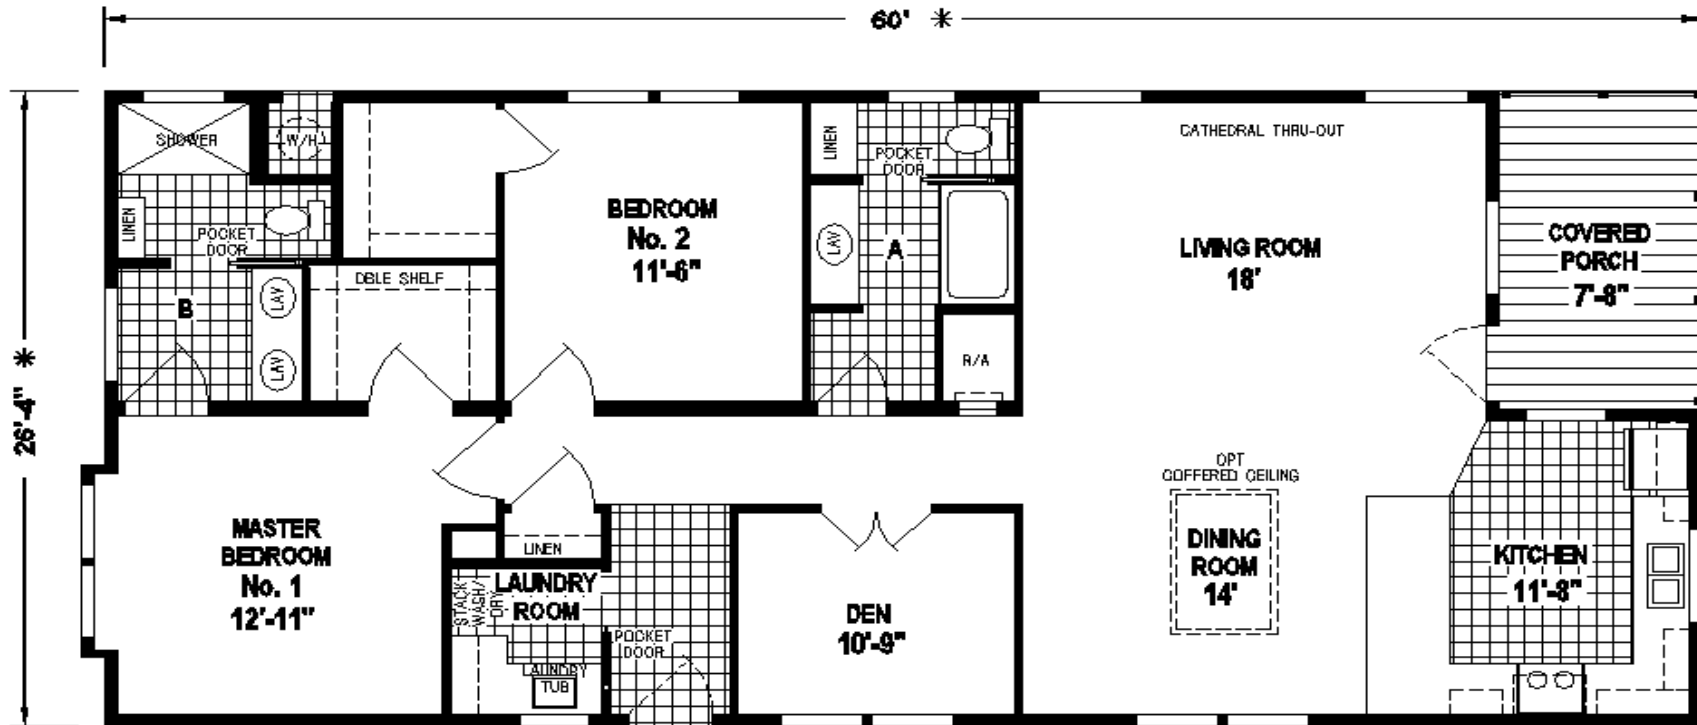 60' *
26'-4" *
SHOWER
W/H
LINEN
POCKET
DOOR
B
LAV
LAV
DBLE SHELF
BEDROOM
No. 2
11'-6"
LINEN
POCKET
DOOR
LAV
A
R/A
CATHEDRAL THRU-OUT
LIVING ROOM
18'
COVERED
PORCH
7'-8"
MASTER
BEDROOM
No. 1
12'-11"
LINEN
STACK
WASH/
DRY
LAUNDRY
ROOM
LAUNDRY
TUB
POCKET
DOOR
DEN
10'-9"
OPT
COFFERED CEILING
DINING
ROOM
14'
KITCHEN
11'-8"